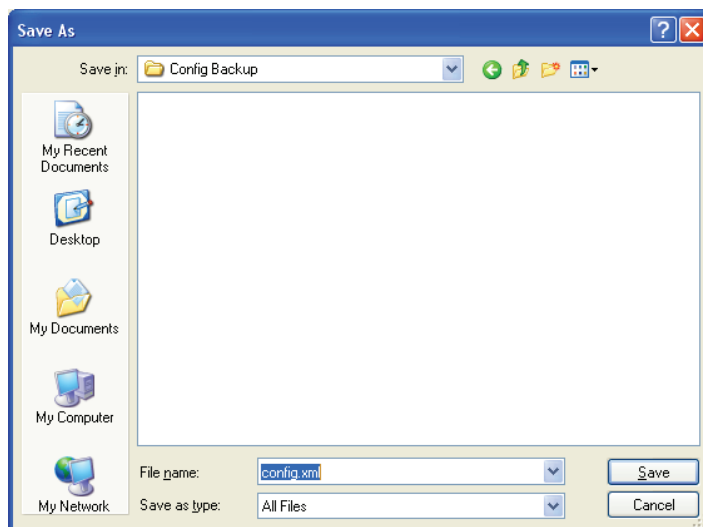 Save As
Save in: Config Backup
My Recent
Documents
Desktop
My Documents
My Computer
My Network
File name: config.xml Save
Save as type: All Files Cancel